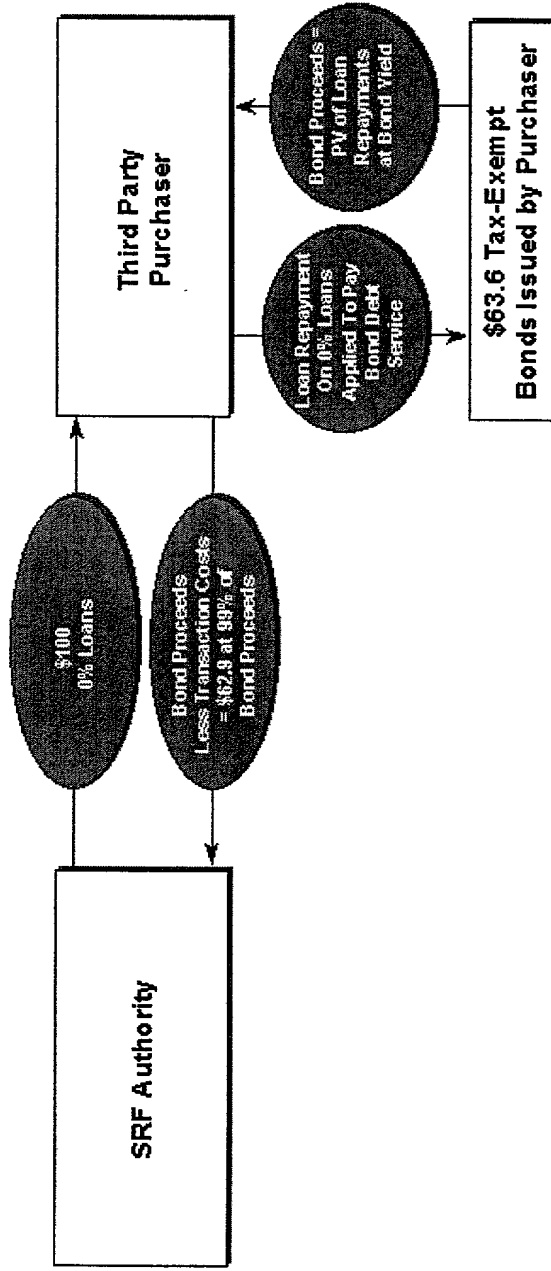 SRF Authority
$100
0% Loans
Bond Proceeds
Less Transaction Costs
= $62.9 at 99% of
Bond Proceeds
Third Party
Purchaser
Loan Repayment
On 0% Loans
Applied To Pay
Bond Debt
Service
Bond Proceeds =
PV of Loan
Repayments
at Bond Yield
$63.6 Tax-Exempt
Bonds Issued by Purchaser